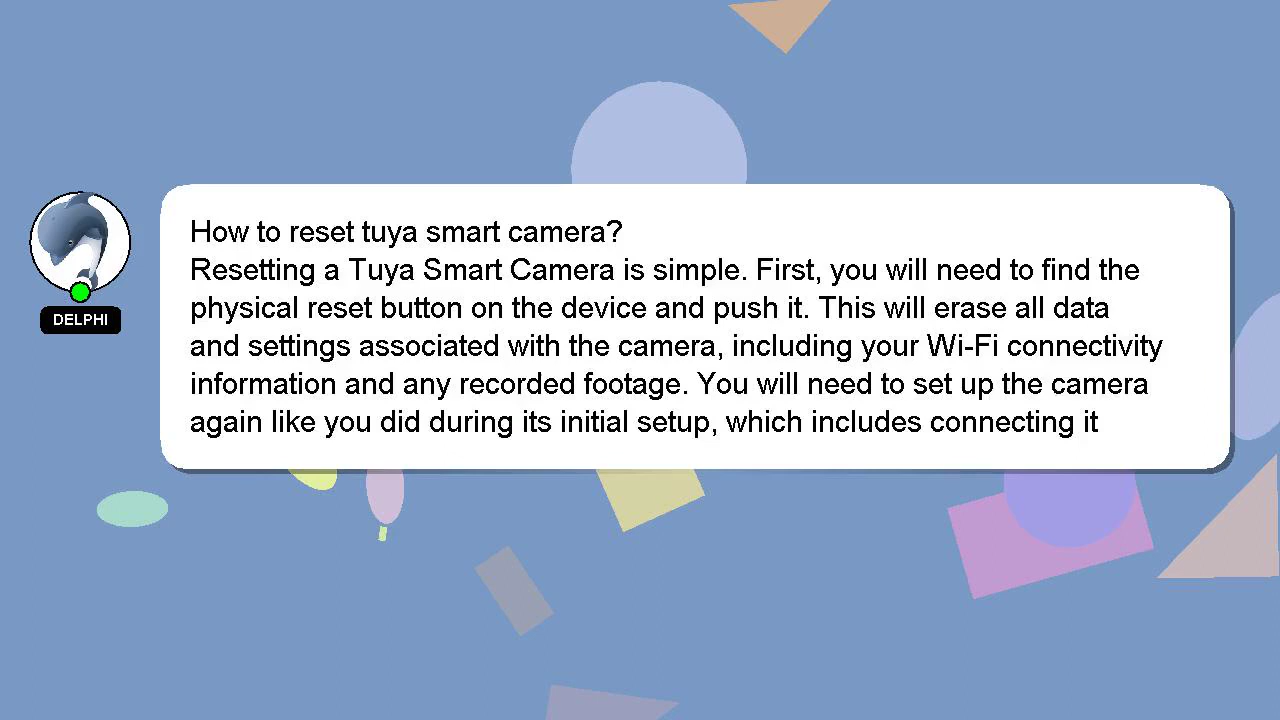 How to reset tuya smart camera?
Resetting a Tuya Smart Camera is simple. First, you will need to find the
physical reset button on the device and push it. This will erase all data
and settings associated with the camera, including your Wi-Fi connectivity
information and any recorded footage. You will need to set up the camera
again like you did during its initial setup, which includes connecting it
DELPHI